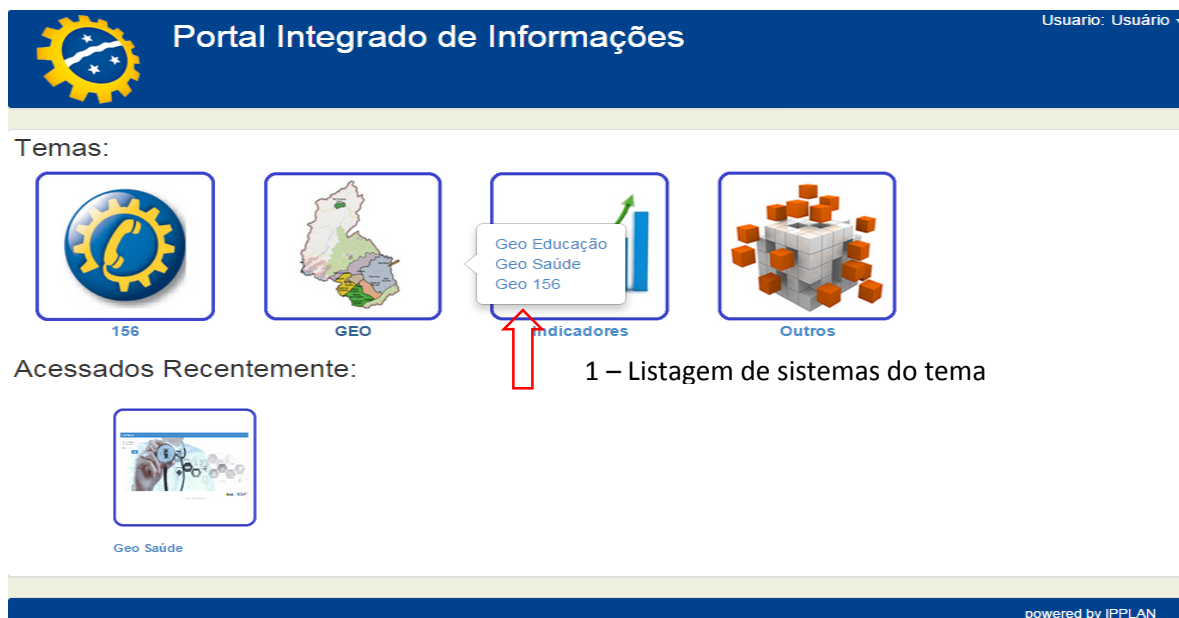 Portal Integrado de Informações
Usuario: Usuário
Temas:
Geo Educação
Geo Saúde
Geo 156
156
GEO
Indicadores
Outros
Acessados Recentemente:
1 – Listagem de sistemas do tema
Geo Saúde
powered by IPPLAN